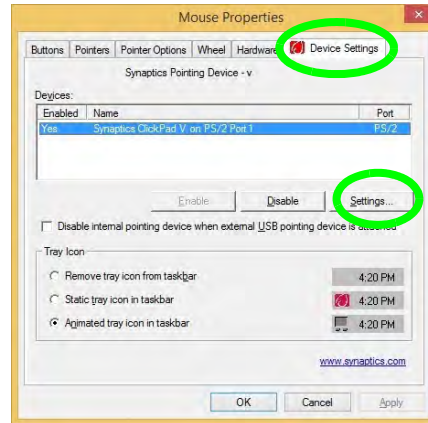 Mouse Properties
Buttons Pointers Pointer Options Wheel Hardware Device Settings
Synaptics Pointing Device - v
Devices:
Enabled Name Port
Yes Synaptics ClickPad V on PS/2 Port 1 PS/2
Enable Disable Settings...
Disable internal pointing device when external USB pointing device is attached
Tray Icon
Remove tray icon from taskbar 4:20 PM
Static tray icon in taskbar 4:20 PM
Animated tray icon in taskbar 4:20 PM
www.synaptics.com
OK Cancel Apply